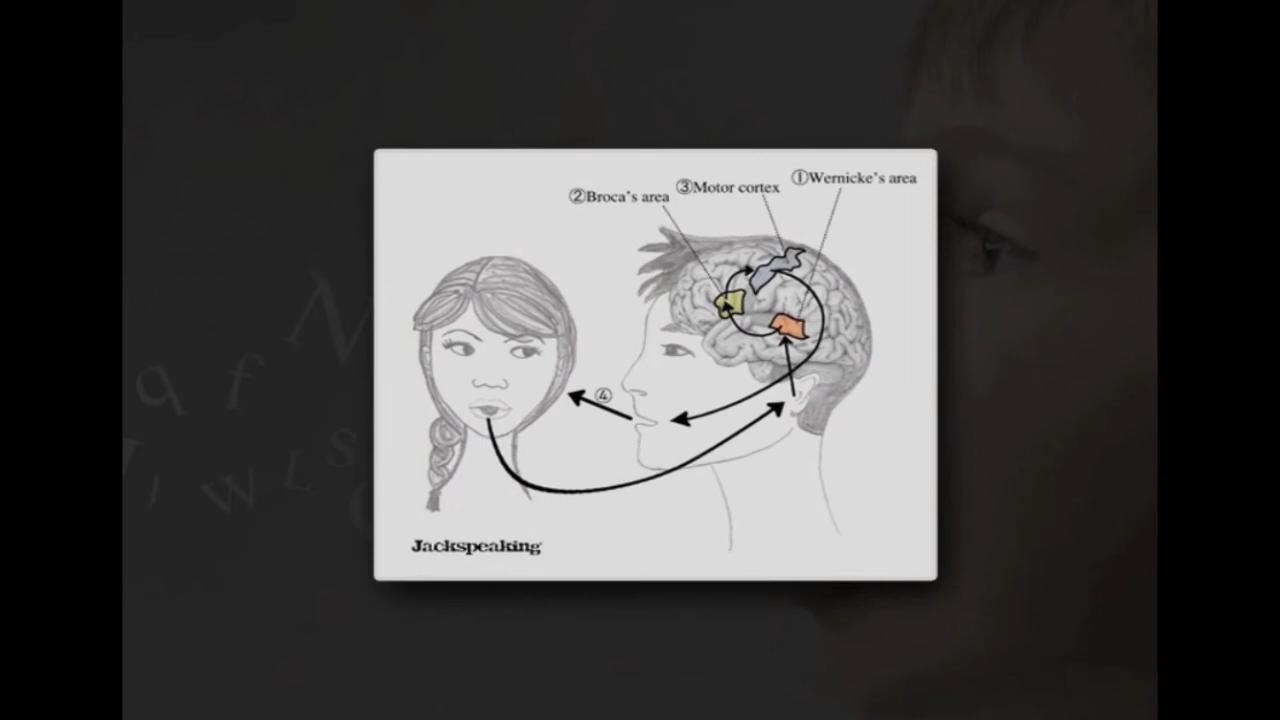 ①Wernicke's area
③Motor cortex
②Broca's area
④
Jackspeaking
N
q f
S
W L